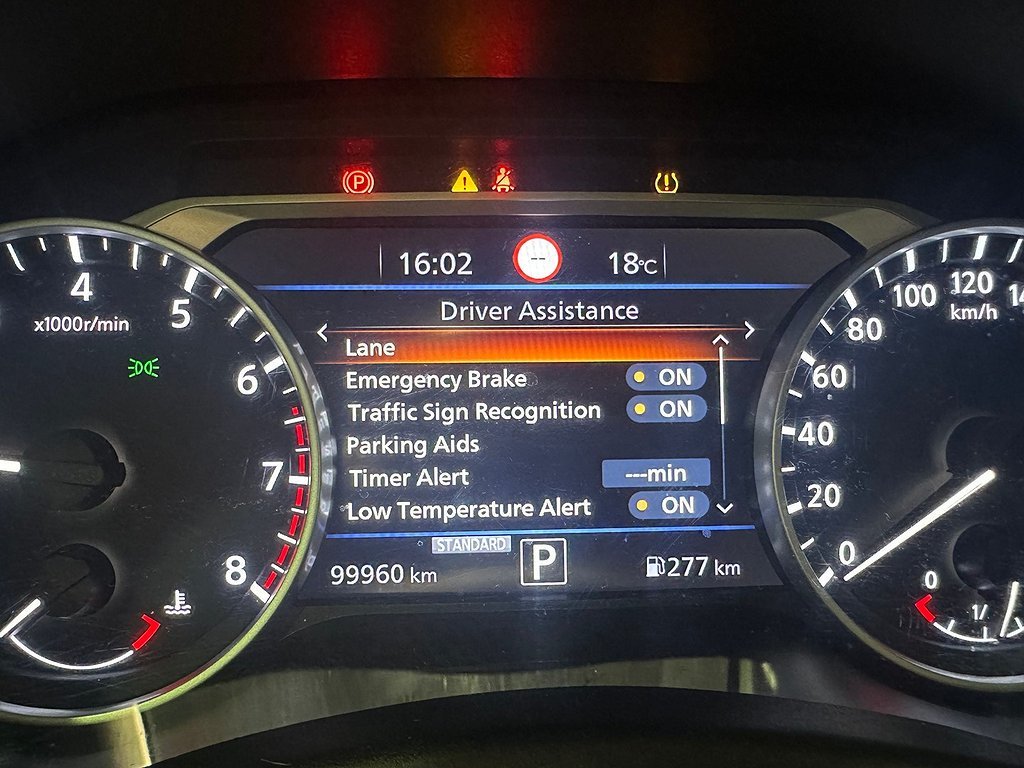 P
16:02 -- 18°C
Driver Assistance
Lane
Emergency Brake ON
Traffic Sign Recognition ON
Parking Aids
Timer Alert ---min
Low Temperature Alert ON
STANDARD
99960 km P 277 km
4
x1000r/min
5
6
7
8
120
100
km/h
80
60
40
20
0
0
1/